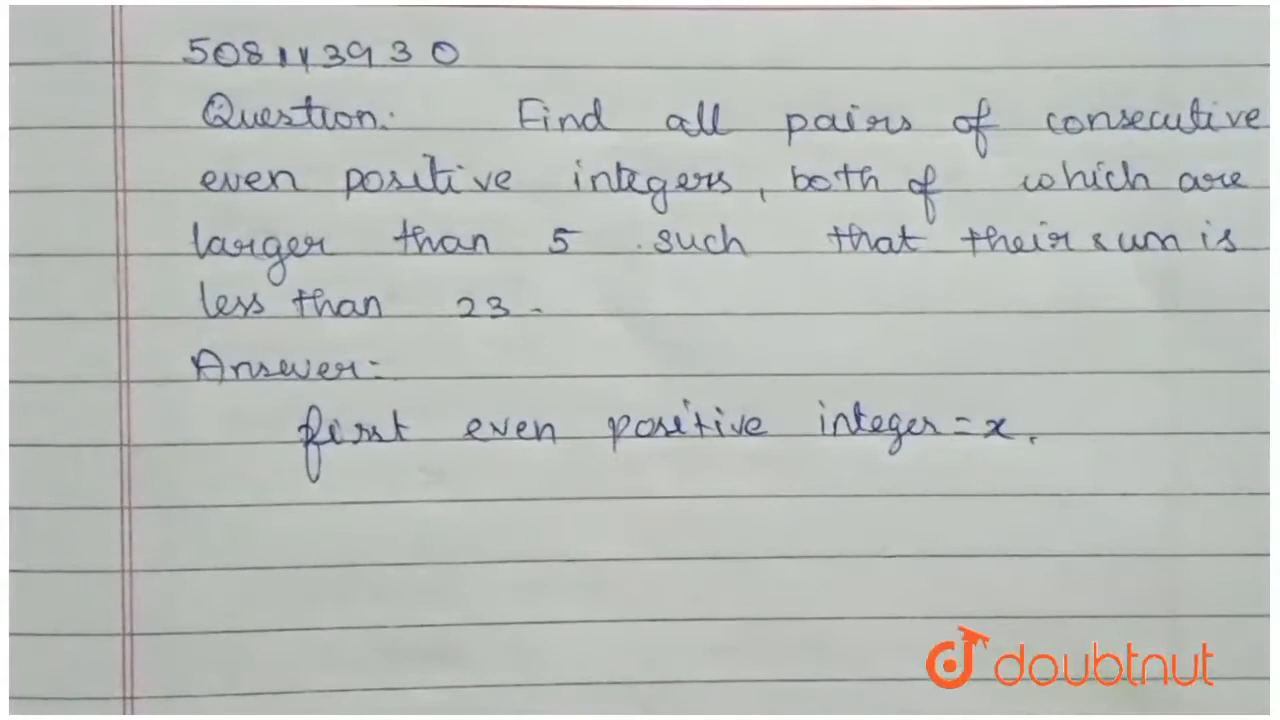 508113930
Question: Find all pairs of consecutive
even positive integers, both of which are
larger than 5 such that their sum is
less than 23.
Answer:
first even positive integer = x.
doubtnut